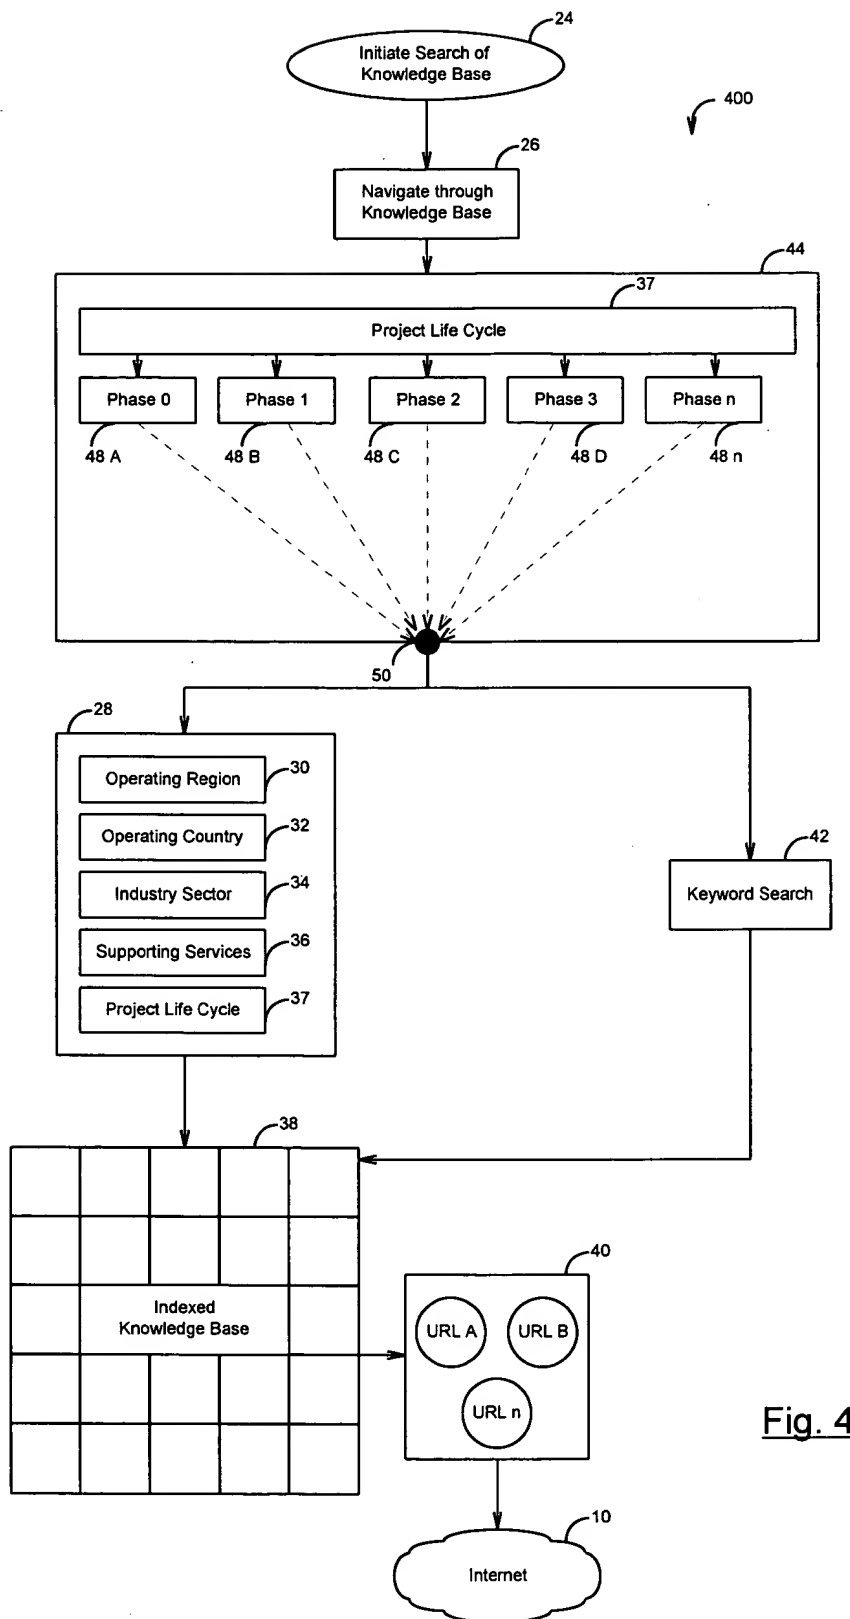 24
Initiate Search of
Knowledge Base
400
26
Navigate through
Knowledge Base
44
37
Project Life Cycle
Phase 0
Phase 1
Phase 2
Phase 3
Phase n
48 A
48 B
48 C
48 D
48 n
50
28
Operating Region
30
Operating Country
32
Industry Sector
34
Supporting Services
36
Project Life Cycle
37
42
Keyword Search
38
Indexed
Knowledge Base
40
URL A
URL B
URL n
Fig. 4
10
Internet